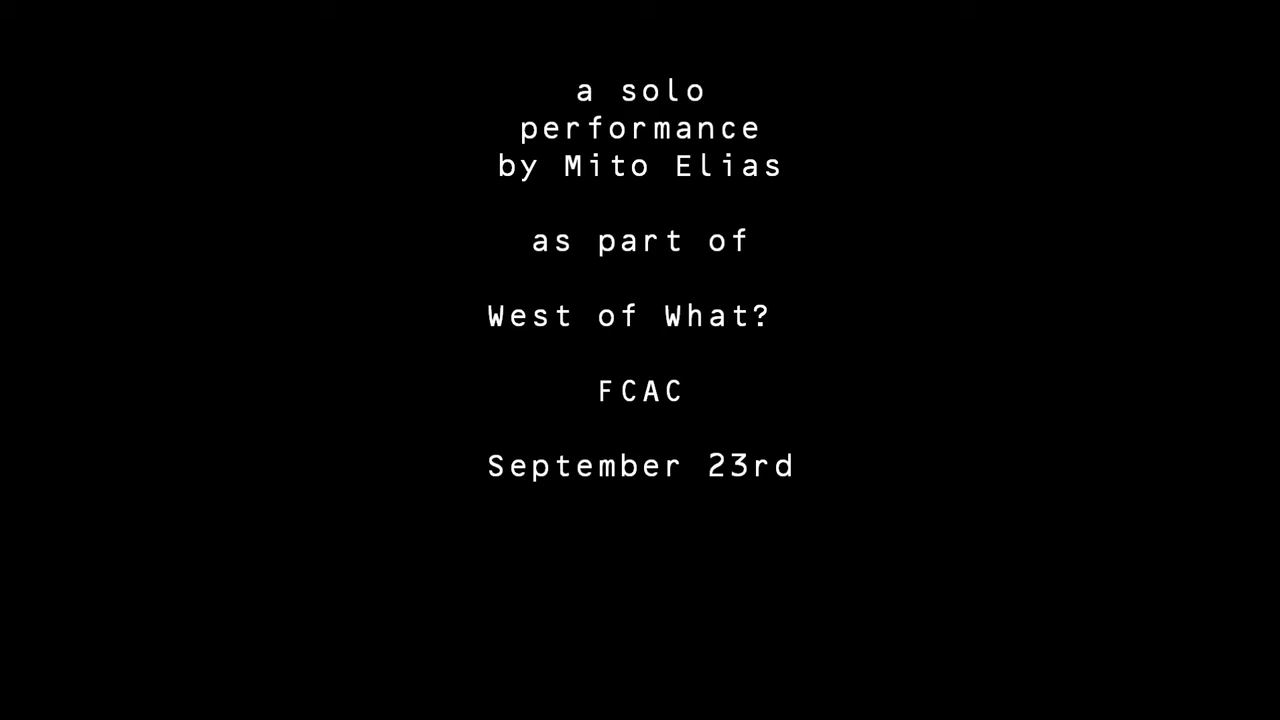 a solo
performance
by Mito Elias
as part of
West of What?
FCAC
September 23rd